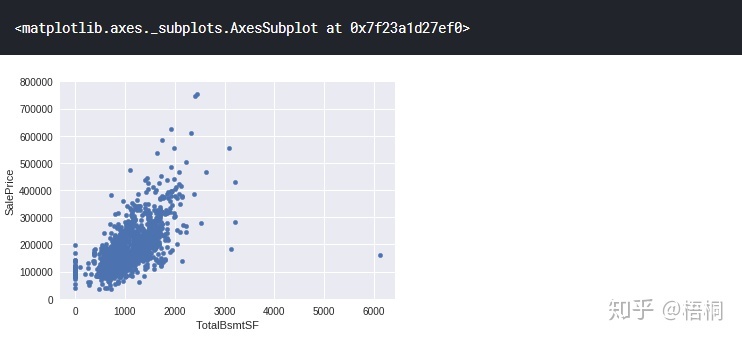 <matplotlib.axes._subplots.AxesSubplot at 0x7f23a1d27ef0>
800000
700000
600000
500000
400000
300000
200000
100000
0
SalePrice
0 1000 2000 3000 4000 5000 6000
TotalBsmtSF
知乎 @梧桐